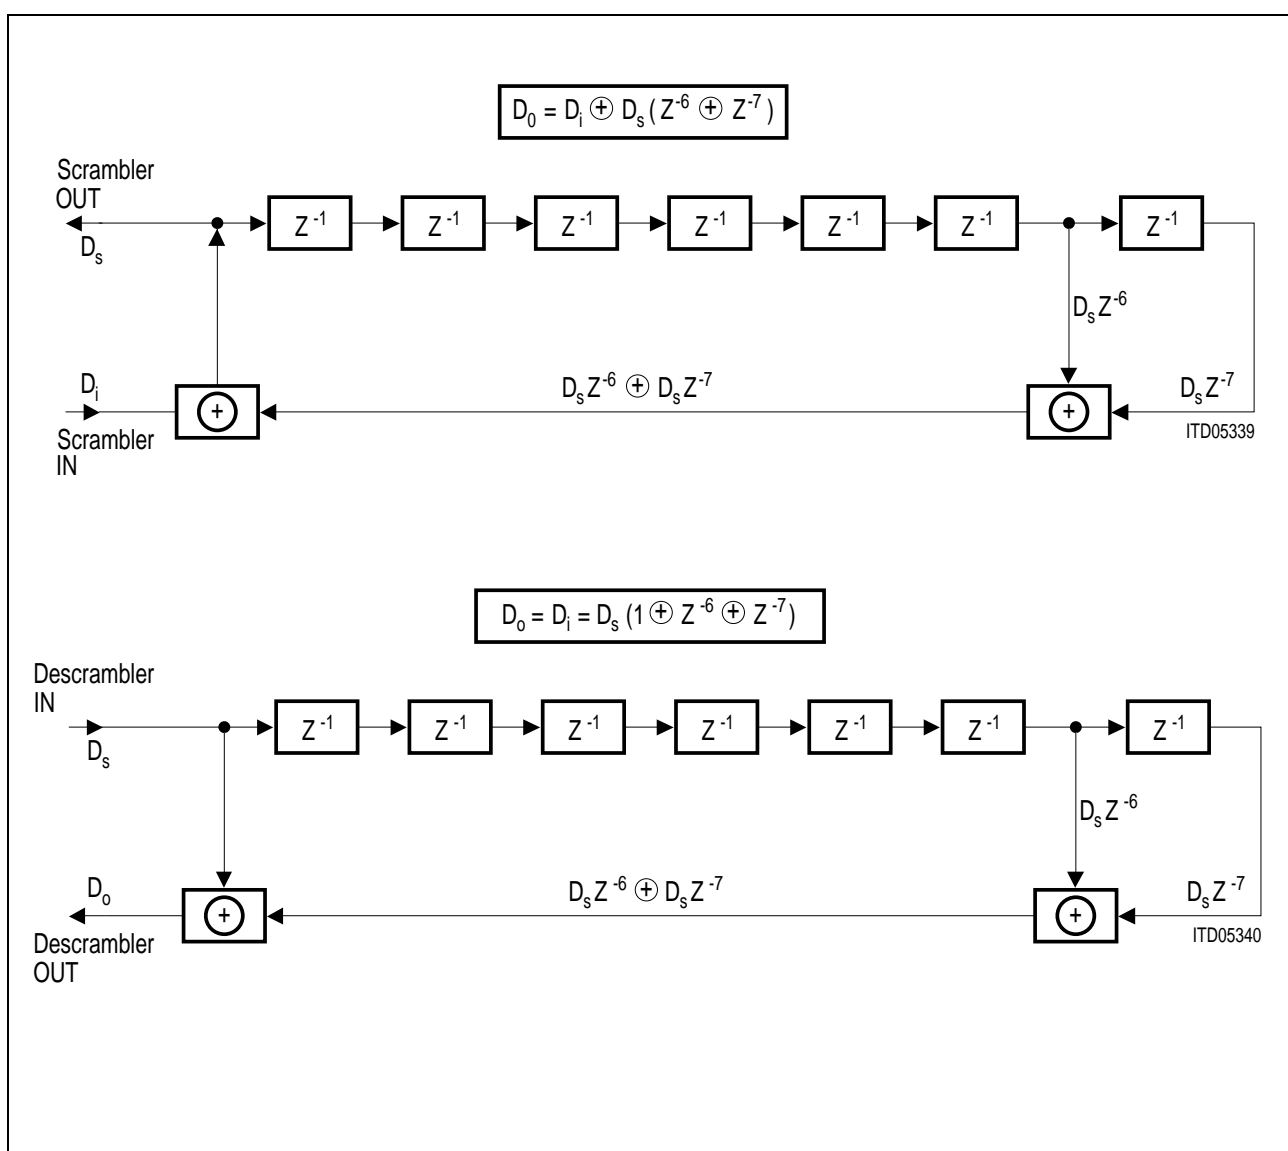 D₀ = Dᵢ ⊕ Dₛ (Z⁻⁶ ⊕ Z⁻⁷)
Scrambler
OUT
Dₛ
Z⁻¹ Z⁻¹ Z⁻¹ Z⁻¹ Z⁻¹ Z⁻¹ Z⁻¹
DₛZ⁻⁶
Dᵢ
+
DₛZ⁻⁶ ⊕ DₛZ⁻⁷
+
DₛZ⁻⁷
Scrambler
IN
ITD05339
Dₒ = Dᵢ = Dₛ (1 ⊕ Z⁻⁶ ⊕ Z⁻⁷)
Descrambler
IN
Dₛ
Z⁻¹ Z⁻¹ Z⁻¹ Z⁻¹ Z⁻¹ Z⁻¹ Z⁻¹
DₛZ⁻⁶
Dₒ
+
DₛZ⁻⁶ ⊕ DₛZ⁻⁷
+
DₛZ⁻⁷
Descrambler
OUT
ITD05340